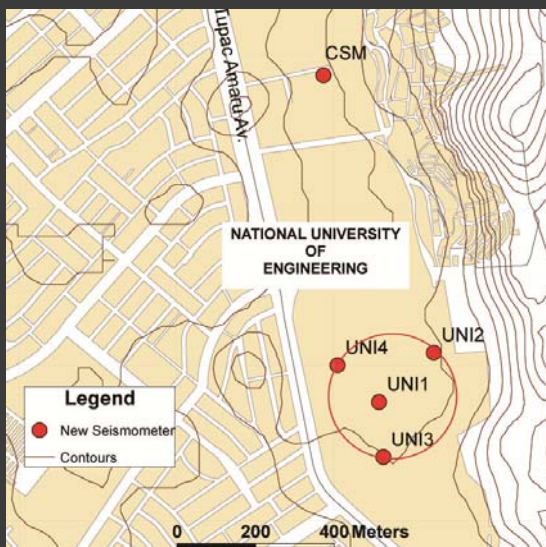 CSM
Tupac Amaru Av.
NATIONAL UNIVERSITY
OF
ENGINEERING
UNI4
UNI2
UNI1
UNI3
Legend
New Seismometer
Contours
0 200 400 Meters